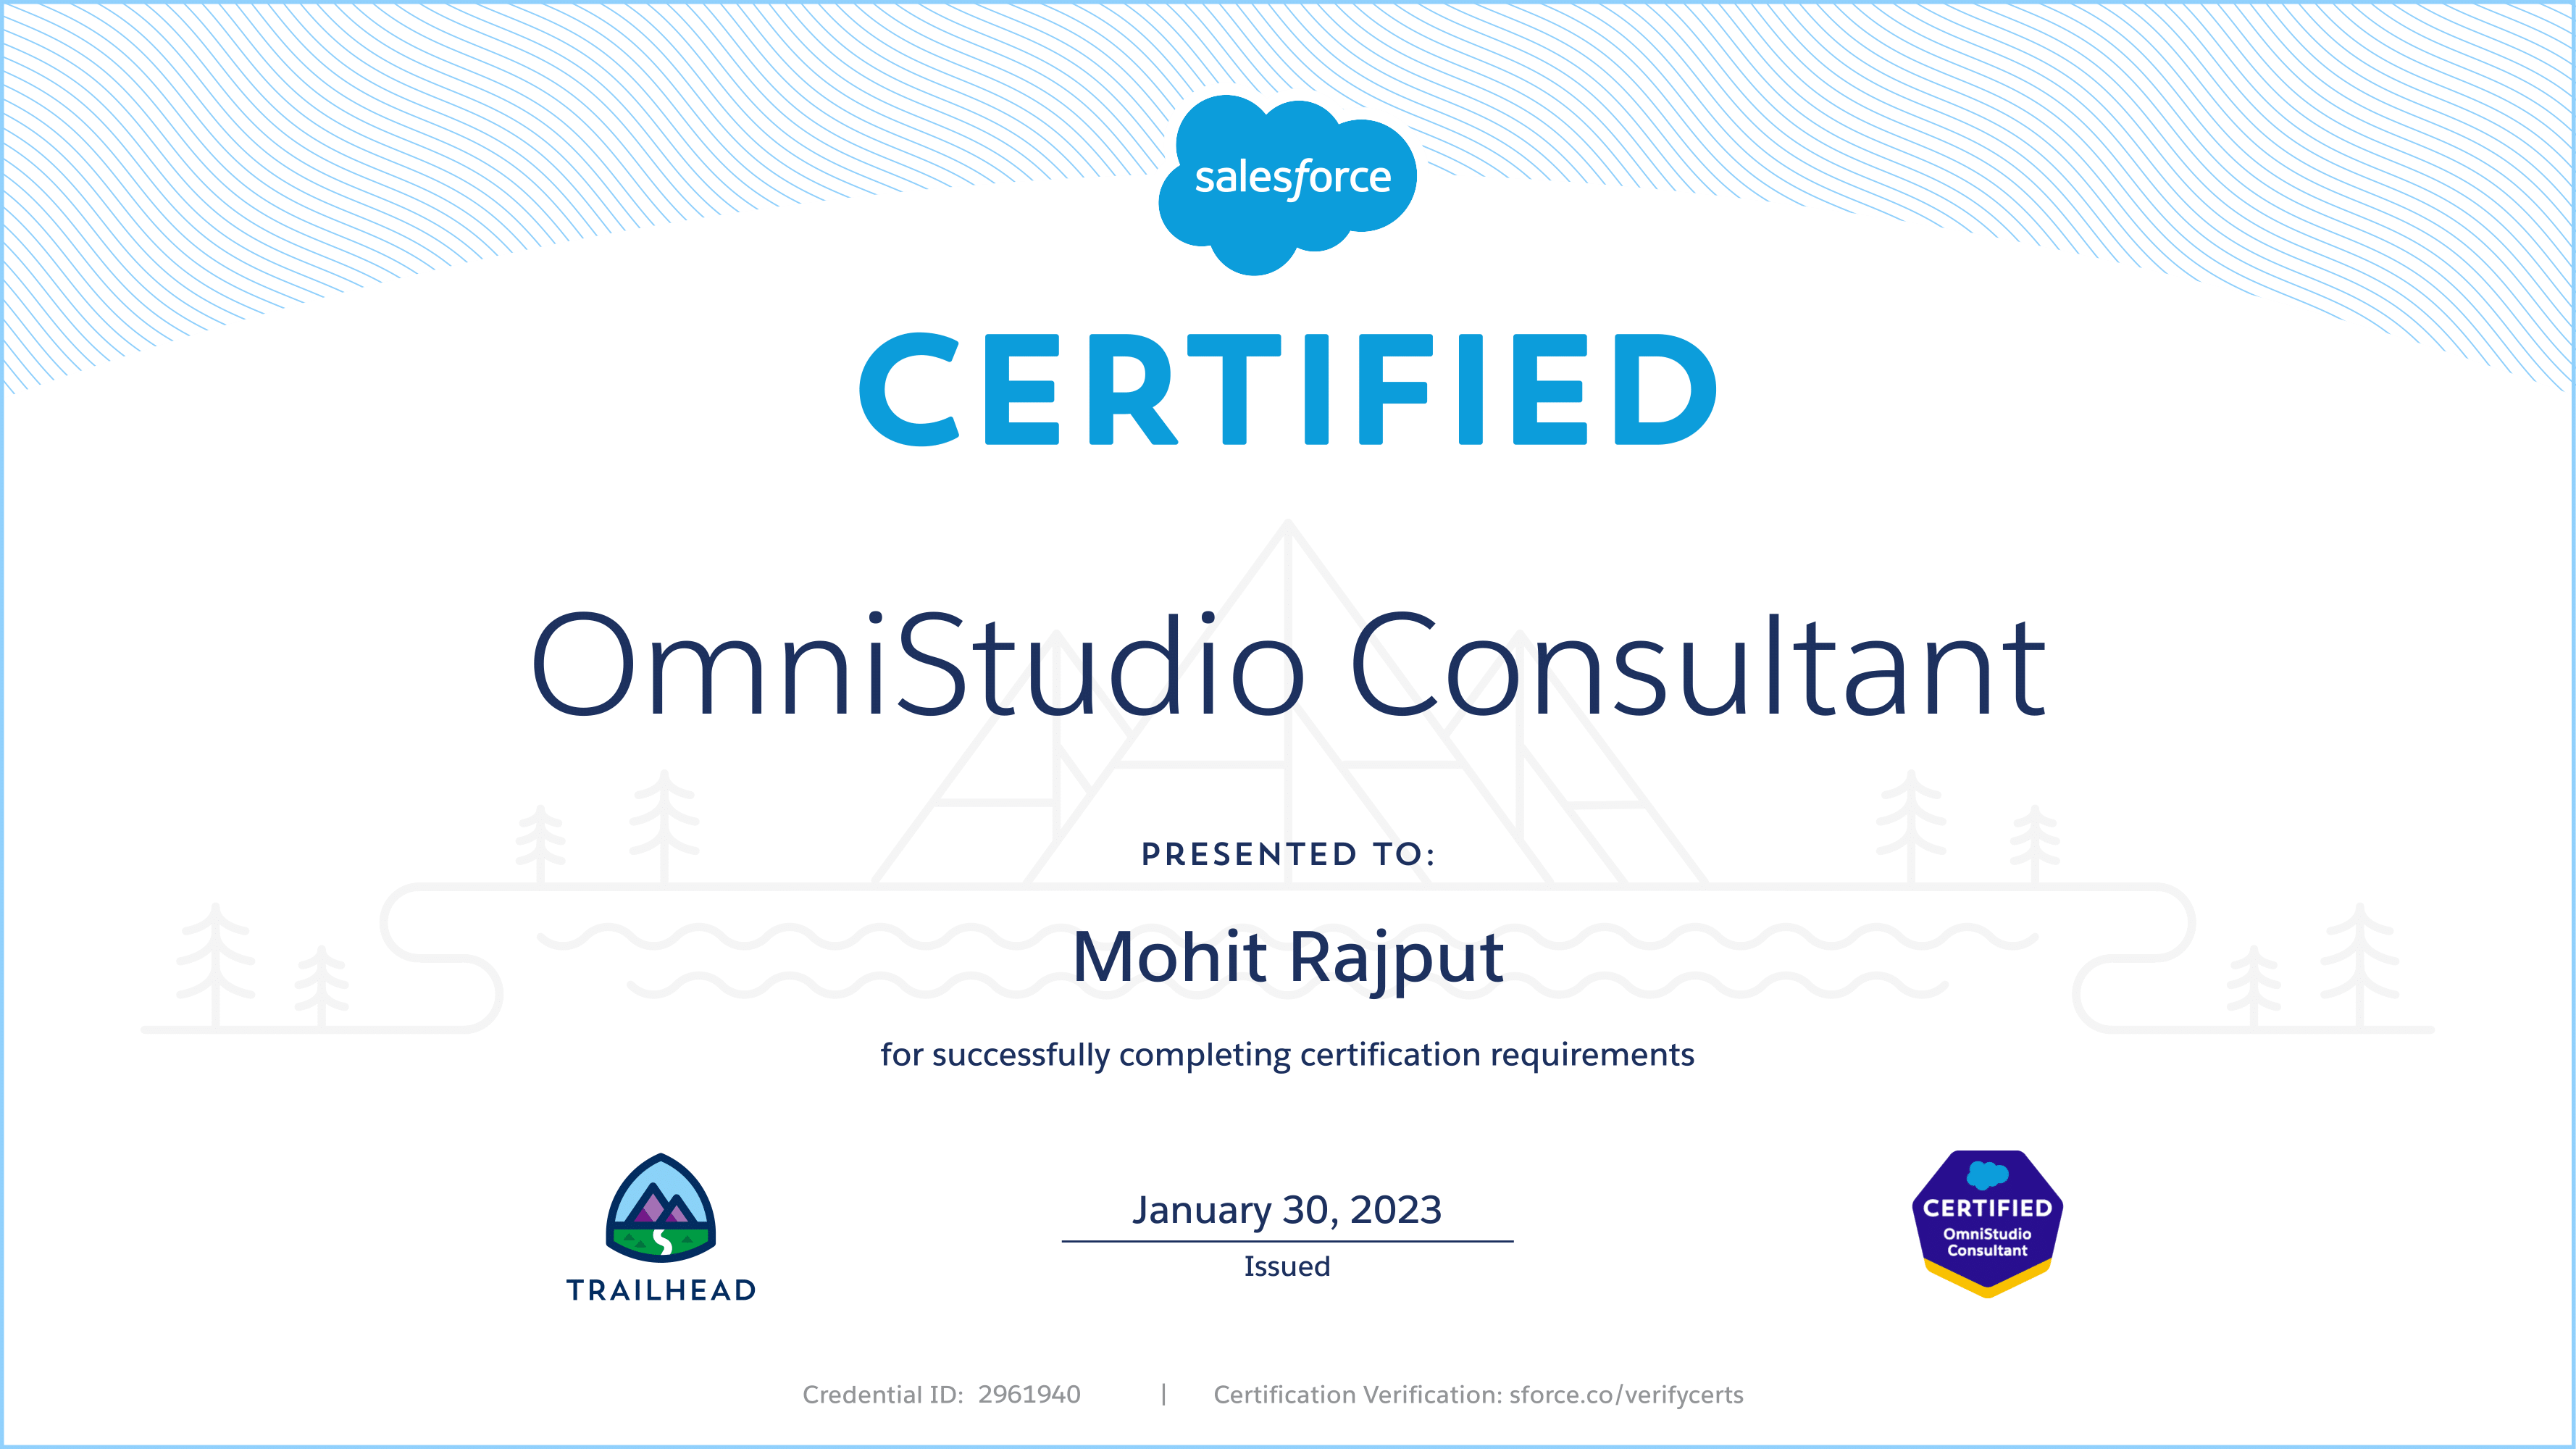 salesforce
CERTIFIED
OmniStudio Consultant
PRESENTED TO:
Mohit Rajput
for successfully completing certification requirements
TRAILHEAD
January 30, 2023
Issued
CERTIFIED
OmniStudio
Consultant
Credential ID: 2961940 | Certification Verification: sforce.co/verifycerts